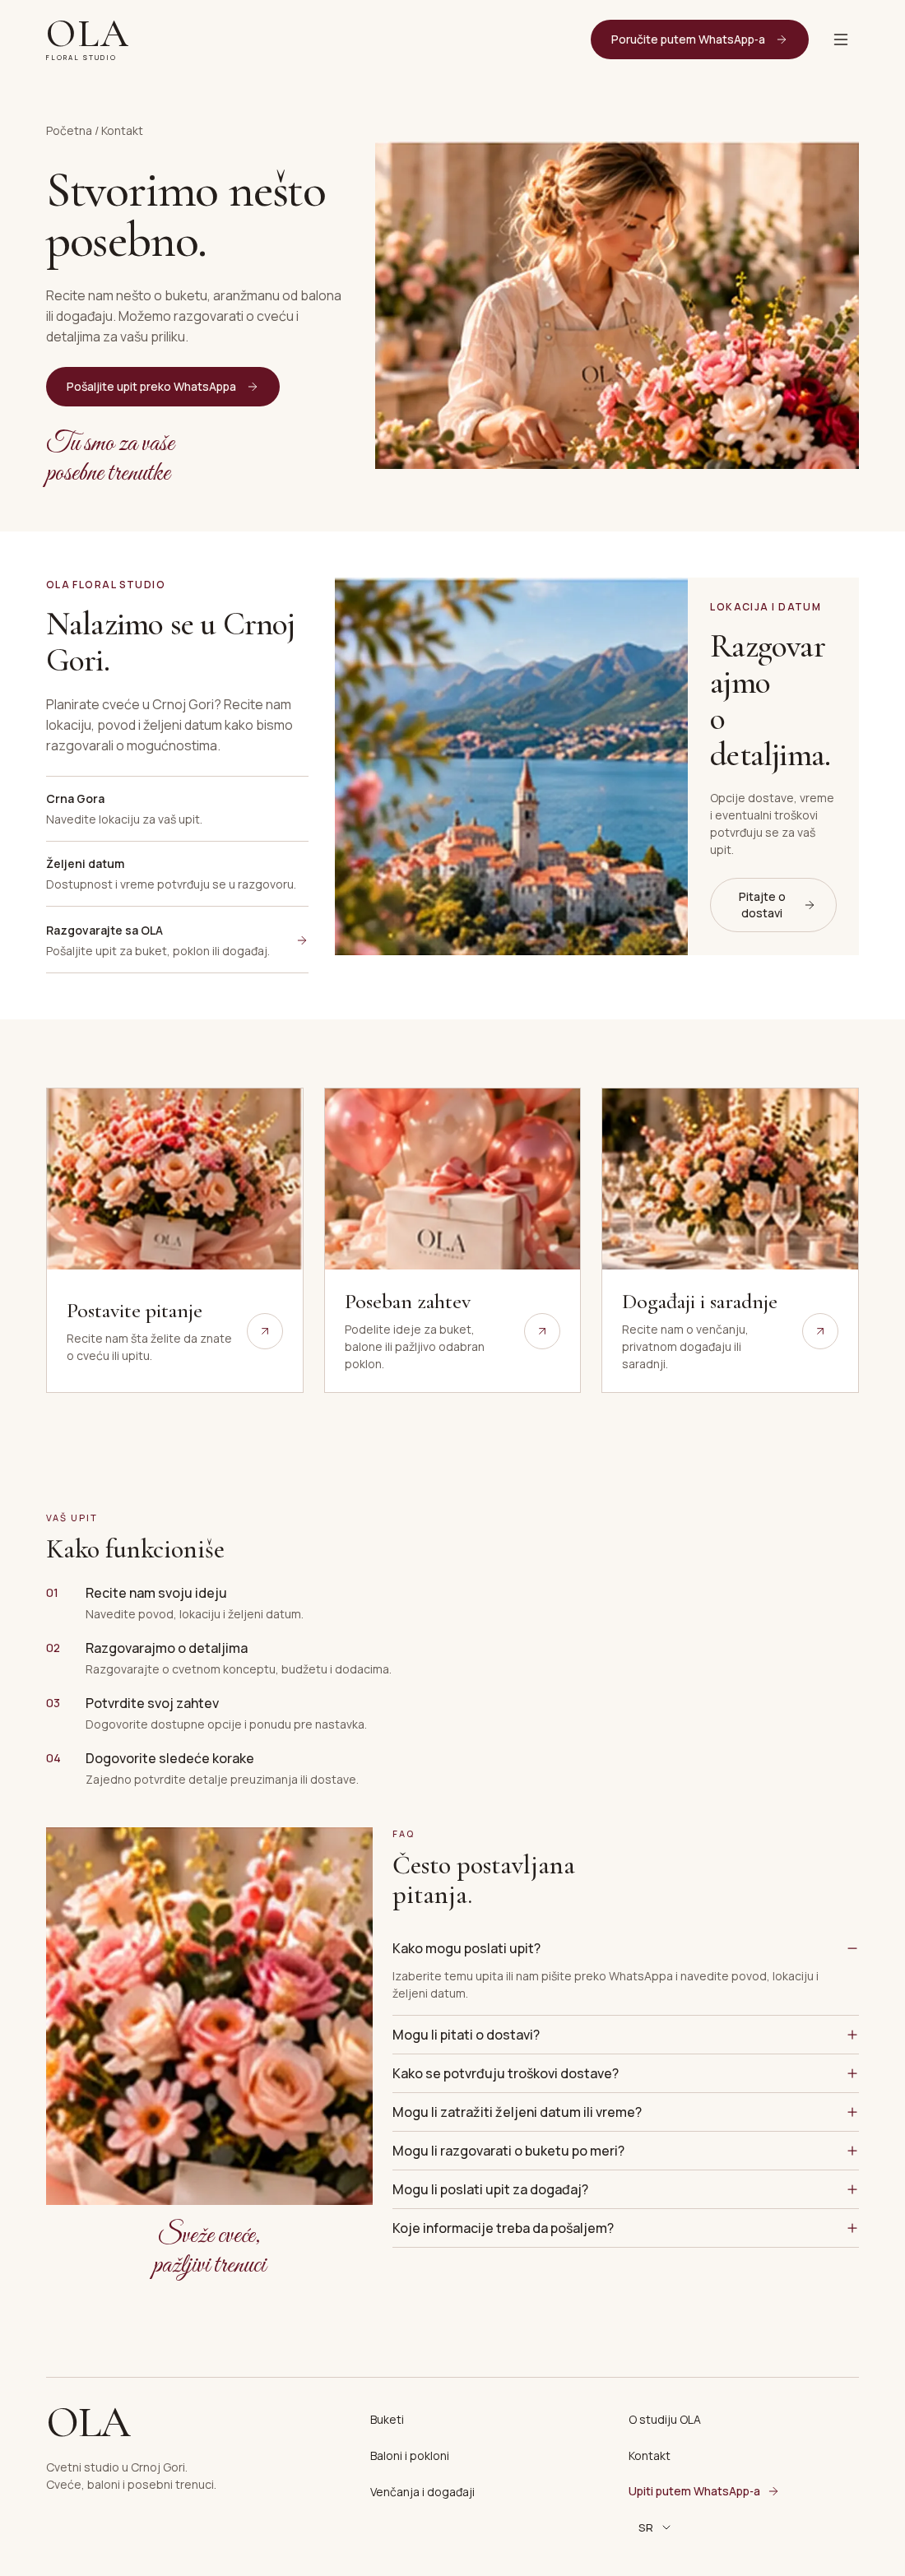 OLA
FLORAL STUDIO
Poručite putem WhatsApp-a
Početna / Kontakt
Stvorimo nešto
posebno.
Recite nam nešto o buketu, aranžmanu od balona
ili događaju. Možemo razgovarati o cveću i
detaljima za vašu priliku.
Pošaljite upit preko WhatsAppa
Tu smo za vaše
posebne trenutke
OLA FLORAL STUDIO
Nalazimo se u Crnoj
Gori.
Planirate cveće u Crnoj Gori? Recite nam
lokaciju, povod i željeni datum kako bismo
razgovarali o mogućnostima.
Crna Gora
Navedite lokaciju za vaš upit.
Željeni datum
Dostupnost i vreme potvrđuju se u razgovoru.
Razgovarajte sa OLA
Pošaljite upit za buket, poklon ili događaj.
LOKACIJA I DATUM
Razgovar
ajmo
o
detaljima.
Opcije dostave, vreme
i eventualni troškovi
potvrđuju se za vaš
upit.
Pitajte o
dostavi
OLA
OLA
Postavite pitanje
Recite nam šta želite da znate
o cveću ili upitu.
Poseban zahtev
Podelite ideje za buket,
balone ili pažljivo odabran
poklon.
Događaji i saradnje
Recite nam o venčanju,
privatnom događaju ili
saradnji.
VAŠ UPIT
Kako funkcioniše
01 Recite nam svoju ideju
Navedite povod, lokaciju i željeni datum.
02 Razgovarajmo o detaljima
Razgovarajte o cvetnom konceptu, budžetu i dodacima.
03 Potvrdite svoj zahtev
Dogovorite dostupne opcije i ponudu pre nastavka.
04 Dogovorite sledeće korake
Zajedno potvrdite detalje preuzimanja ili dostave.
FAQ
Često postavljana
pitanja.
Kako mogu poslati upit?
Izaberite temu upita ili nam pišite preko WhatsAppa i navedite povod, lokaciju i
željeni datum.
Mogu li pitati o dostavi?
Kako se potvrđuju troškovi dostave?
Mogu li zatražiti željeni datum ili vreme?
Mogu li razgovarati o buketu po meri?
Mogu li poslati upit za događaj?
Koje informacije treba da pošaljem?
Sveže cveće,
pažljivi trenuci
OLA
Cvetni studio u Crnoj Gori.
Cveće, baloni i posebni trenuci.
Buketi
Baloni i pokloni
Venčanja i događaji
O studiju OLA
Kontakt
Upiti putem WhatsApp-a
SR